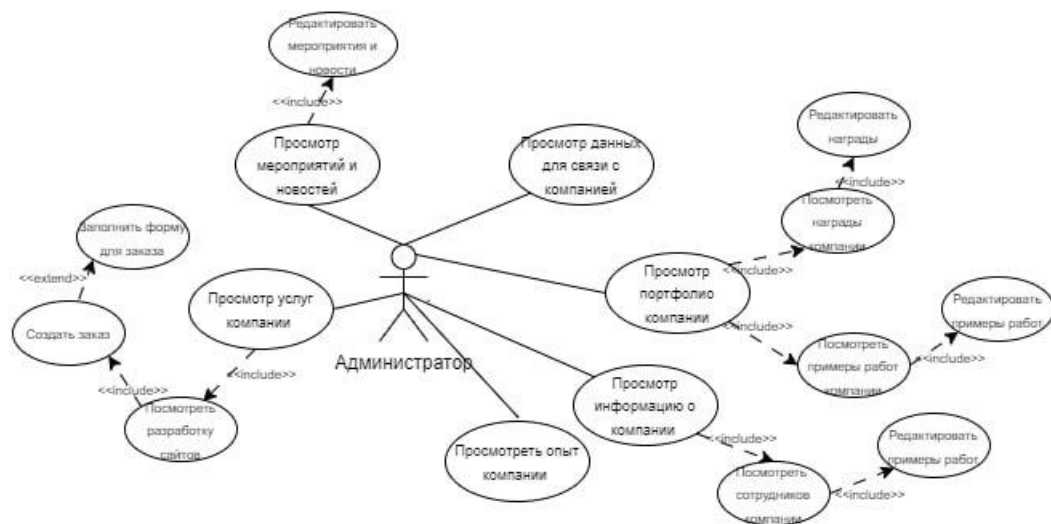 Редактировать
мероприятия и
новости
<<include>>
Просмотр
мероприятий и
новостей
Просмотр данных
для связи с
компанией
Редактировать
награды
<<include>>
Посмотреть
награды
компании
<<include>>
Заполнить форму
для заказа
<<extend>>
Создать заказ
<<include>>
Посмотреть
разработку
сайтов
<<include>>
Просмотр услуг
компании
Администратор
Просмотр
портфолио
компании
<<include>>
Посмотреть
примеры работ
компании
<<include>>
Редактировать
примеры работ
Просмотр
информацию о
компании
<<include>>
Посмотреть
сотрудников
компании
<<include>>
Редактировать
примеры работ
Просмотреть опыт
компании